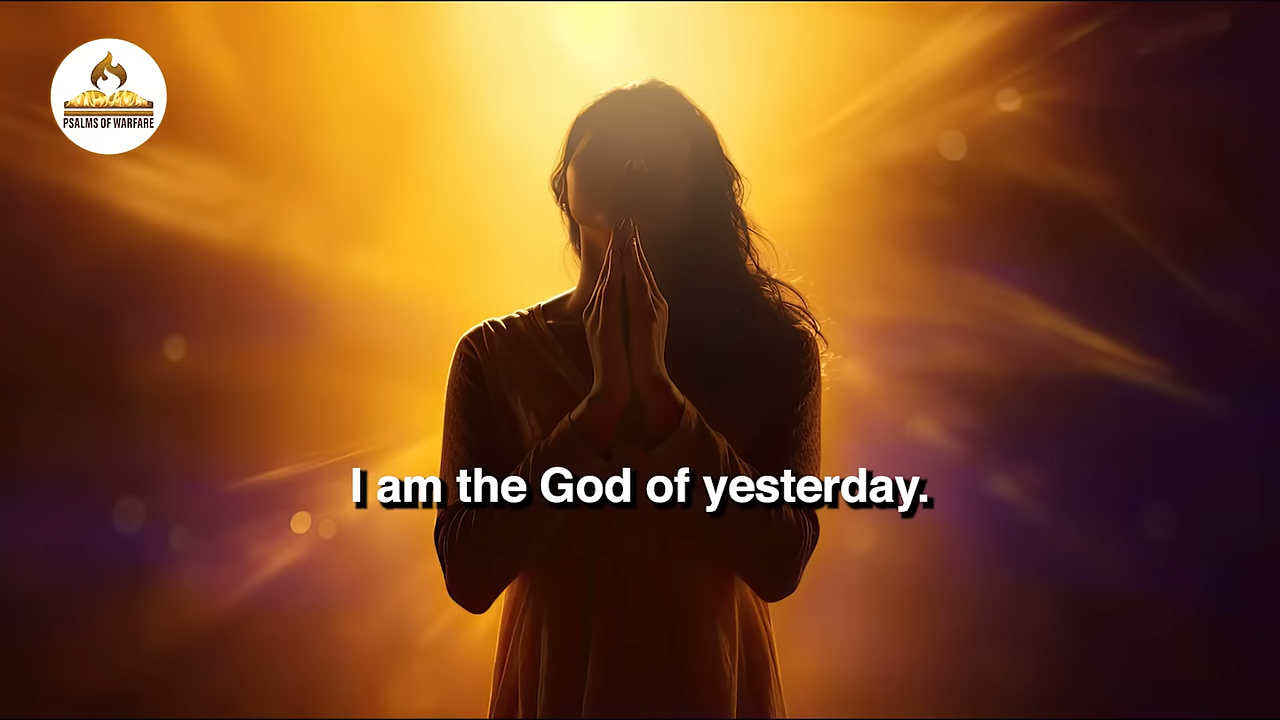 PSALMS OF WARFARE
I am the God of yesterday.